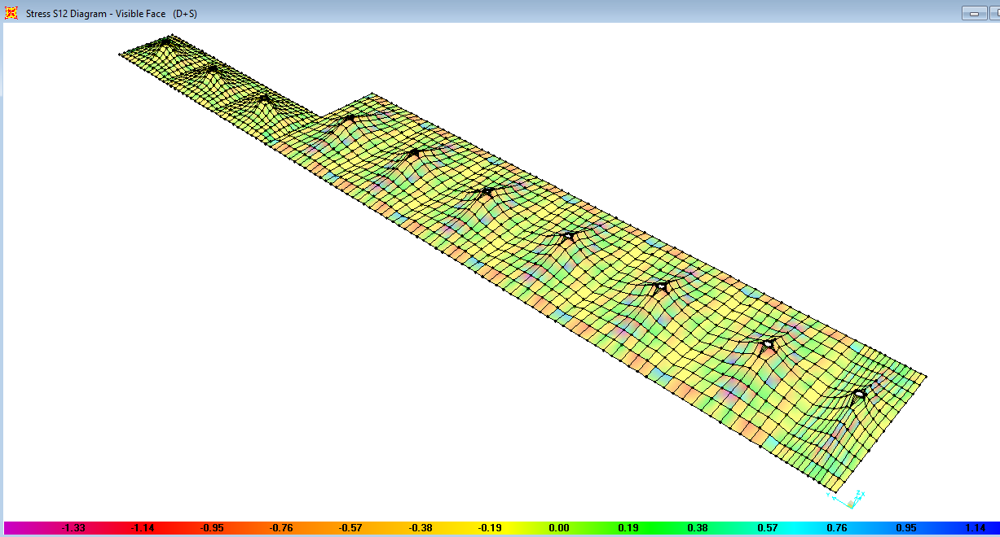 Stress S12 Diagram - Visible Face (D+S)
Z
X
Y
-1.33 -1.14 -0.95 -0.76 -0.57 -0.38 -0.19 0.00 0.19 0.38 0.57 0.76 0.95 1.14